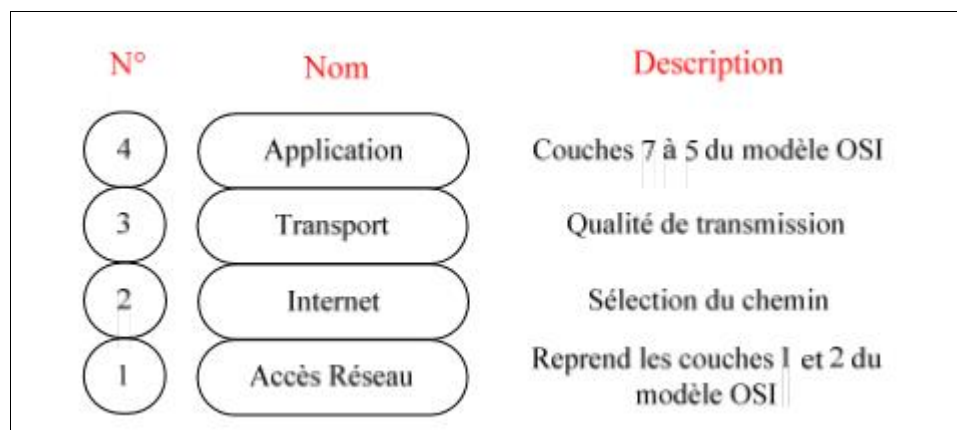 N° Nom Description
4 Application Couches 7 à 5 du modèle OSI
3 Transport Qualité de transmission
2 Internet Sélection du chemin
1 Accès Réseau Reprend les couches 1 et 2 du
modèle OSI